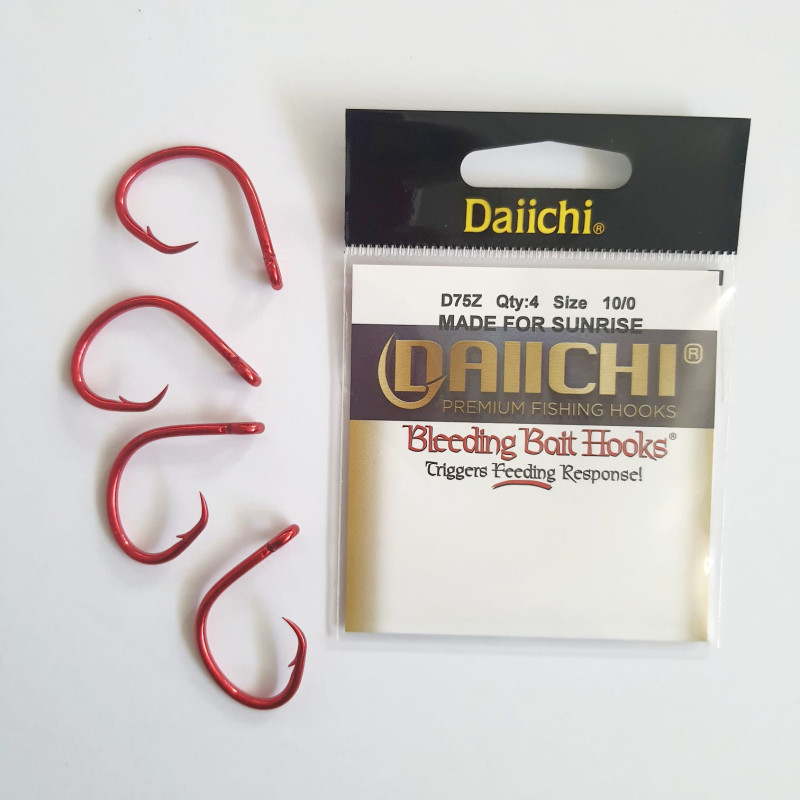 Daiichi®
D75Z Qty:4 Size 10/0
MADE FOR SUNRISE
DAIICHI®
PREMIUM FISHING HOOKS
Bleeding Bait Hooks®
Triggers Feeding Response!